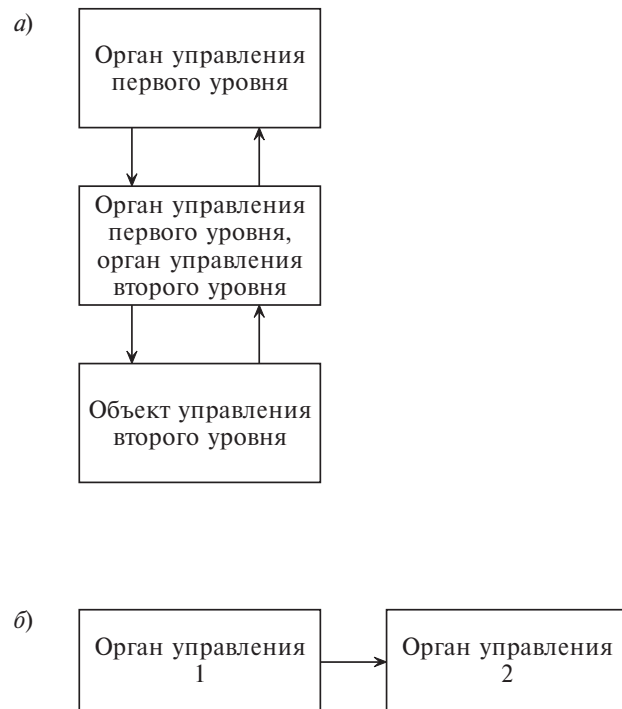 а)
Орган управления
первого уровня
Орган управления
первого уровня,
орган управления
второго уровня
Объект управления
второго уровня
б)
Орган управления
1
Орган управления
2